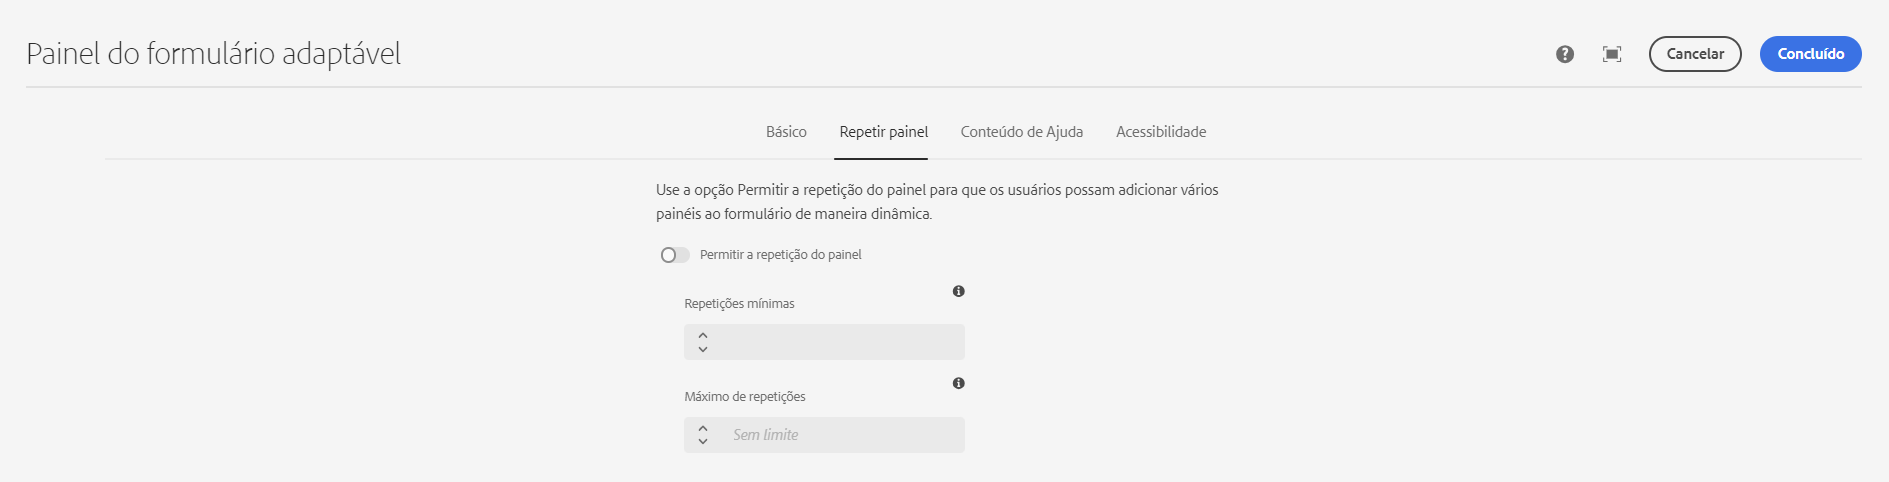 Painel do formulário adaptável
Cancelar
Concluído
Básico
Repetir painel
Conteúdo de Ajuda
Acessibilidade
Use a opção Permitir a repetição do painel para que os usuários possam adicionar vários
painéis ao formulário de maneira dinâmica.
Permitir a repetição do painel
Repetições mínimas
Máximo de repetições
Sem limite